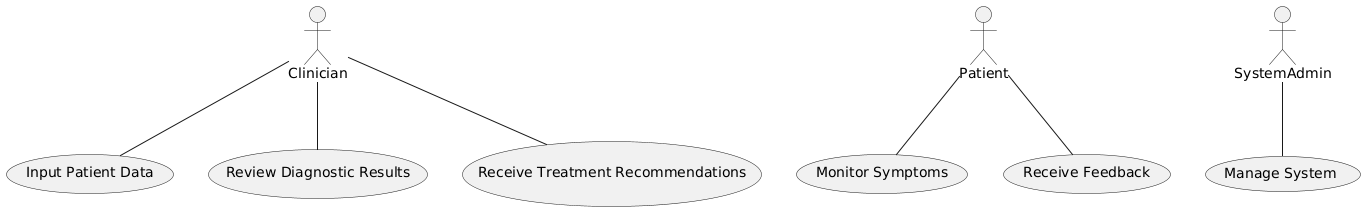 Clinician
Patient
SystemAdmin
Input Patient Data
Review Diagnostic Results
Receive Treatment Recommendations
Monitor Symptoms
Receive Feedback
Manage System